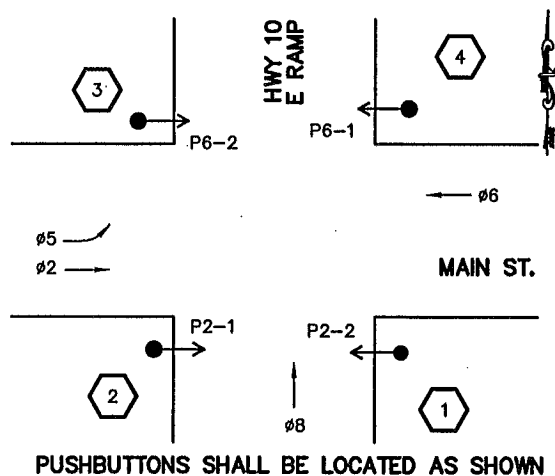 HWY 10
E RAMP
3
4
P6-2
P6-1
ø6
ø5
ø2
MAIN ST.
P2-1
P2-2
2
1
ø8
PUSHBUTTONS SHALL BE LOCATED AS SHOWN